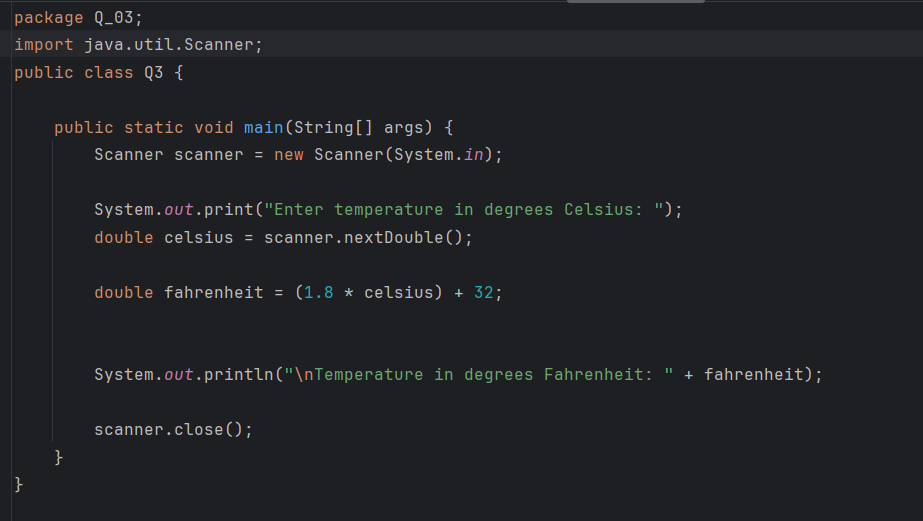 package Q_03;
import java.util.Scanner;
public class Q3 {
public static void main(String[] args) {
Scanner scanner = new Scanner(System.in);
System.out.print("Enter temperature in degrees Celsius: ");
double celsius = scanner.nextDouble();
double fahrenheit = (1.8 * celsius) + 32;
System.out.println("\nTemperature in degrees Fahrenheit: " + fahrenheit);
scanner.close();
}
}